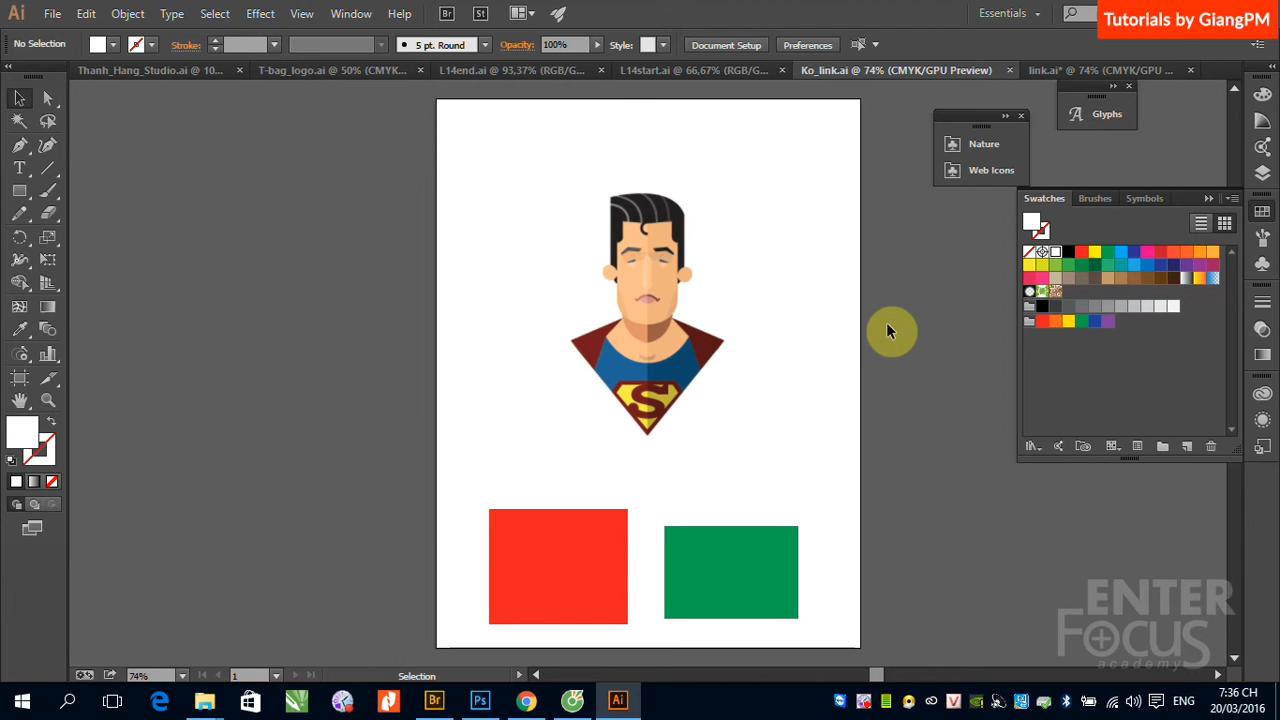 Ai File Edit Object Type Select Effect View Window Help Br St Essentials
Tutorials by GiangPM
No Selection Stroke: 5 pt. Round Opacity: 100% Style: Document Setup Preferences
Thanh_Hang_Studio.ai @ 10... × T-bag_logo.ai @ 50% (CMYK... × L14end.ai @ 93,37% (RGB/G... × L14start.ai @ 66,67% (RGB/G... × Ko_link.ai @ 74% (CMYK/GPU Preview) × link.ai* @ 74% (CMYK/GPU ... ×
Glyphs
Nature
Web Icons
Swatches Brushes Symbols
S
ENTER
FOCUS
academy
74% 1 Selection
Br Ps Ai ENG
7:36 CH
20/03/2016